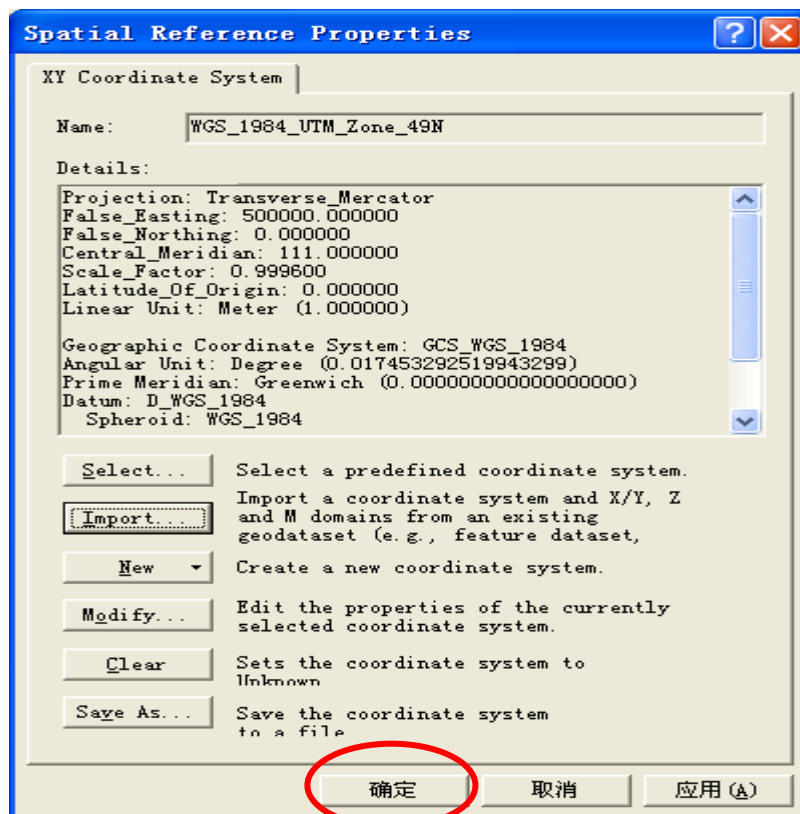 Spatial Reference Properties
XY Coordinate System
Name: WGS_1984_UTM_Zone_49N
Details:
Projection: Transverse_Mercator
False_Easting: 500000.000000
False_Northing: 0.000000
Central_Meridian: 111.000000
Scale_Factor: 0.999600
Latitude_Of_Origin: 0.000000
Linear Unit: Meter (1.000000)
Geographic Coordinate System: GCS_WGS_1984
Angular Unit: Degree (0.017453292519943299)
Prime Meridian: Greenwich (0.000000000000000000)
Datum: D_WGS_1984
Spheroid: WGS_1984
Select... Select a predefined coordinate system.
Import... Import a coordinate system and X/Y, Z
and M domains from an existing
geodataset (e.g., feature dataset,
New Create a new coordinate system.
Modify... Edit the properties of the currently
selected coordinate system.
Clear Sets the coordinate system to
Unknown
Save As... Save the coordinate system
to a file
确定 取消 应用(A)